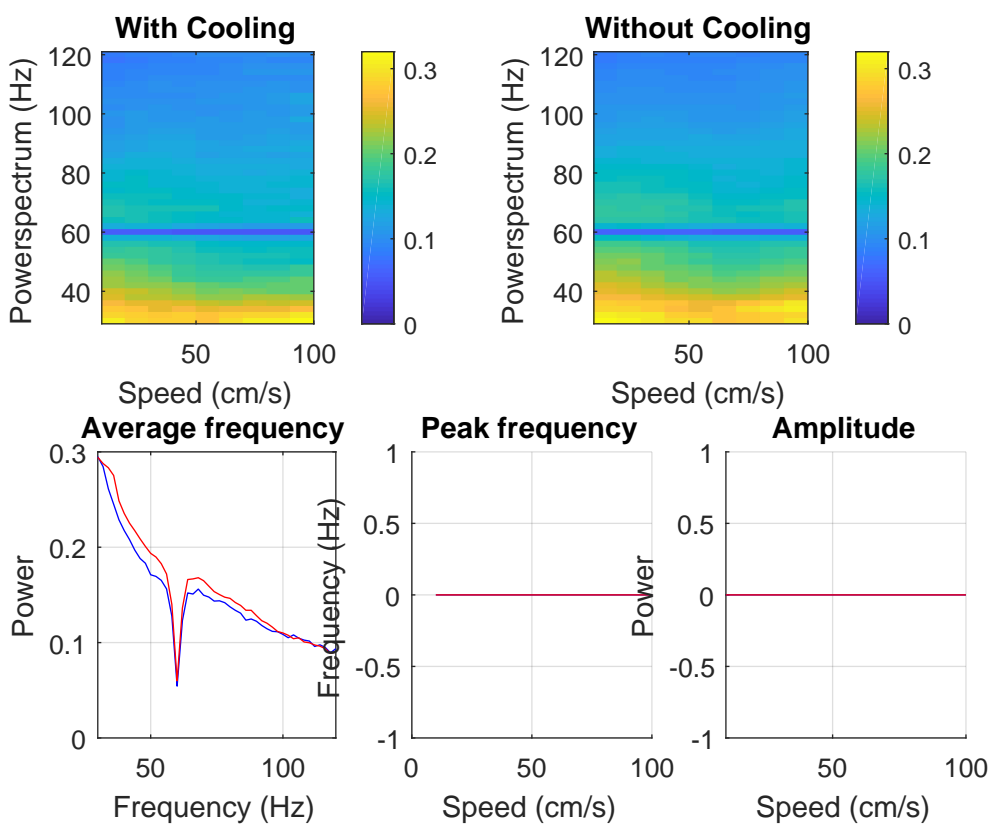 With Cooling
Powerspectrum (Hz)
120
100
80
60
40
50
100
Speed (cm/s)
0.3
0.2
0.1
0
Without Cooling
Powerspectrum (Hz)
120
100
80
60
40
50
100
Speed (cm/s)
0.3
0.2
0.1
0
Average frequency
Power
0.3
0.2
0.1
0
50
100
Frequency (Hz)
Peak frequency
Frequency (Hz)
1
0.5
0
-0.5
-1
0
50
100
Speed (cm/s)
Amplitude
Power
1
0.5
0
-0.5
-1
50
100
Speed (cm/s)